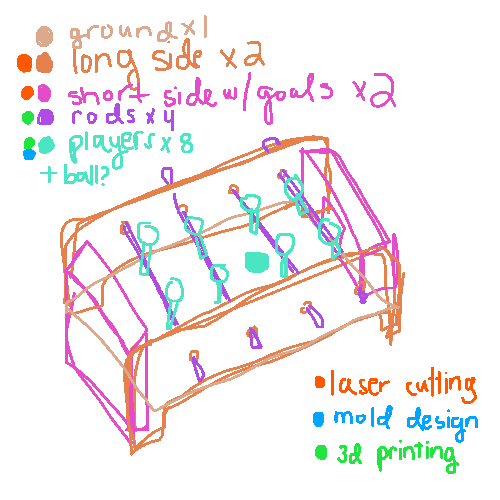 ground x1
long side x2
short side w/goals x2
rods x4
players x8
+ ball?
laser cutting
mold design
3d printing